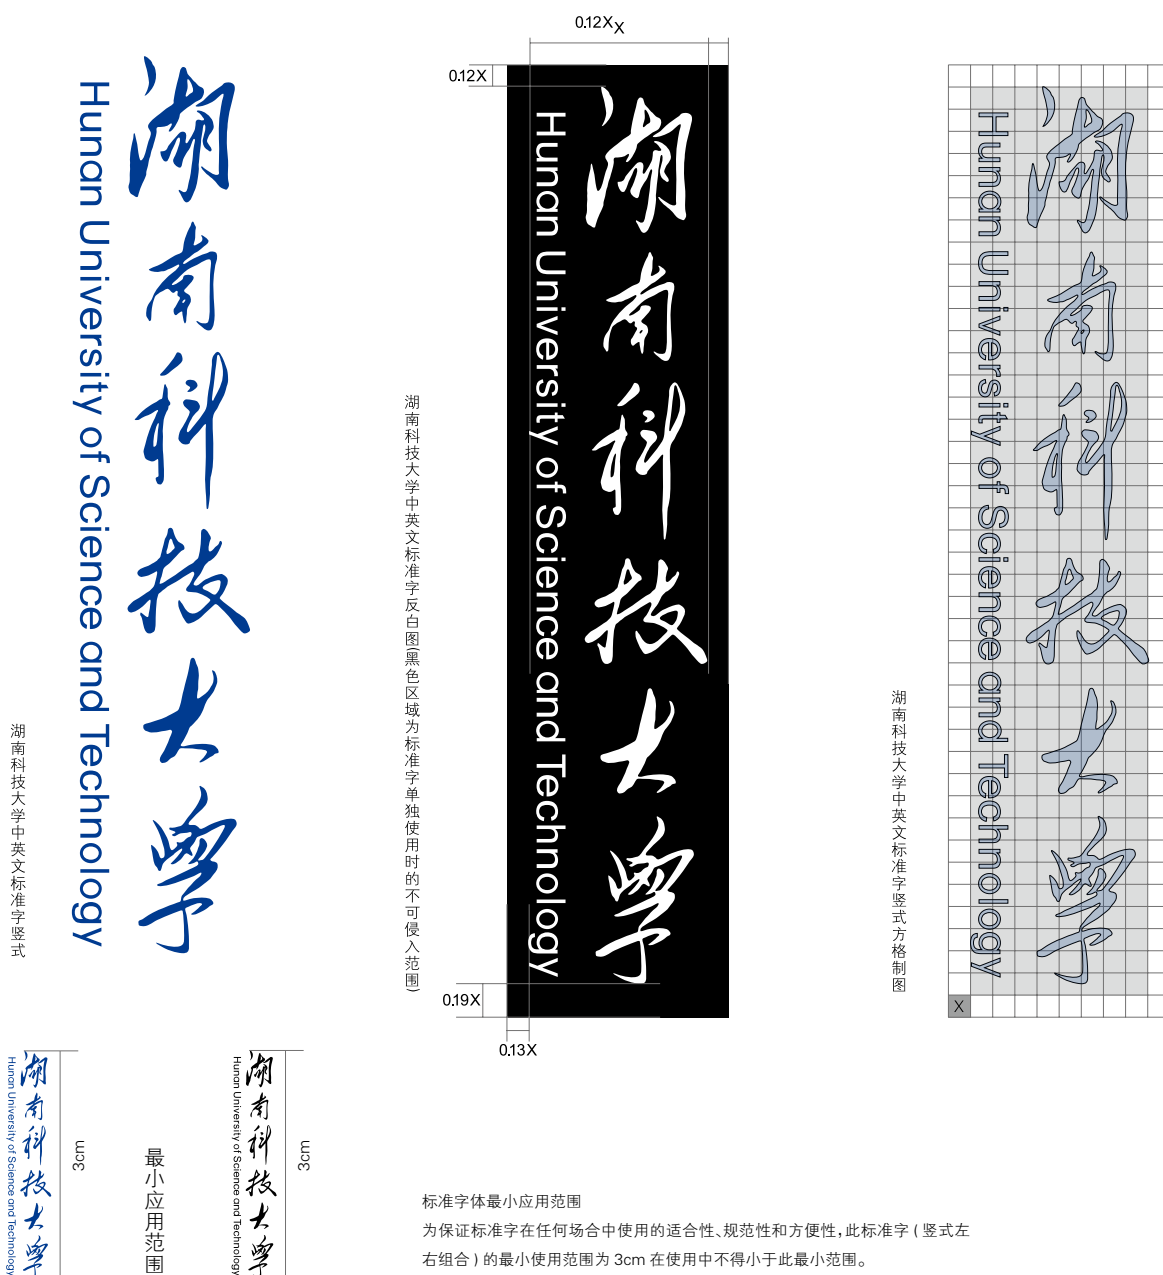 0.12X
X
0.12X
湖南科技大学
Hunan University of Science and Technology
湖南科技大学中英文标准字竖式
湖南科技大学
Hunan University of Science and Technology
湖南科技大学中英文标准字反白图(黑色区域为标准字单独使用时的不可侵入范围)
0.19X
0.13X
湖南科技大学
Hunan University of Science and Technology
湖南科技大学中英文标准字竖式方格制图
X
湖南科技大学
Hunan University of Science and Technology
3cm
最小应用范围
湖南科技大学
Hunan University of Science and Technology
3cm
标准字体最小应用范围
为保证标准字在任何场合中使用的适合性、规范性和方便性，此标准字 ( 竖式左
右组合 ) 的最小使用范围为 3cm 在使用中不得小于此最小范围。